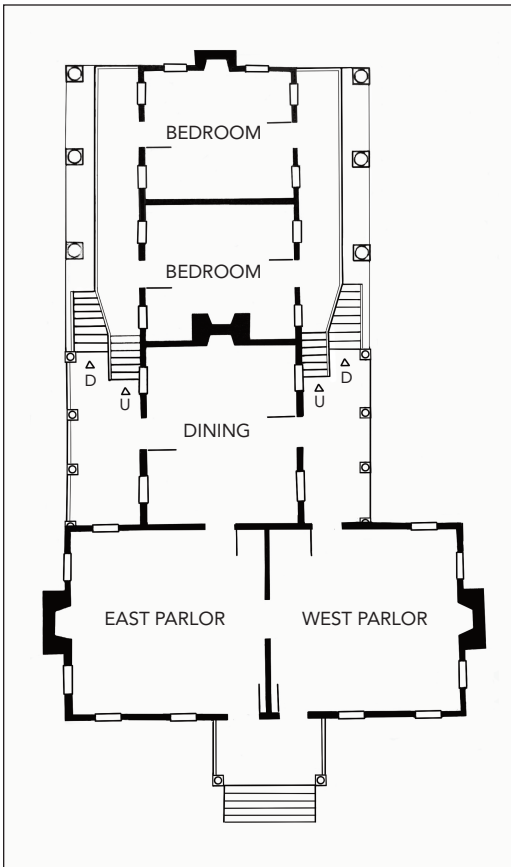 BEDROOM
BEDROOM
D
U
U
D
DINING
EAST PARLOR
WEST PARLOR